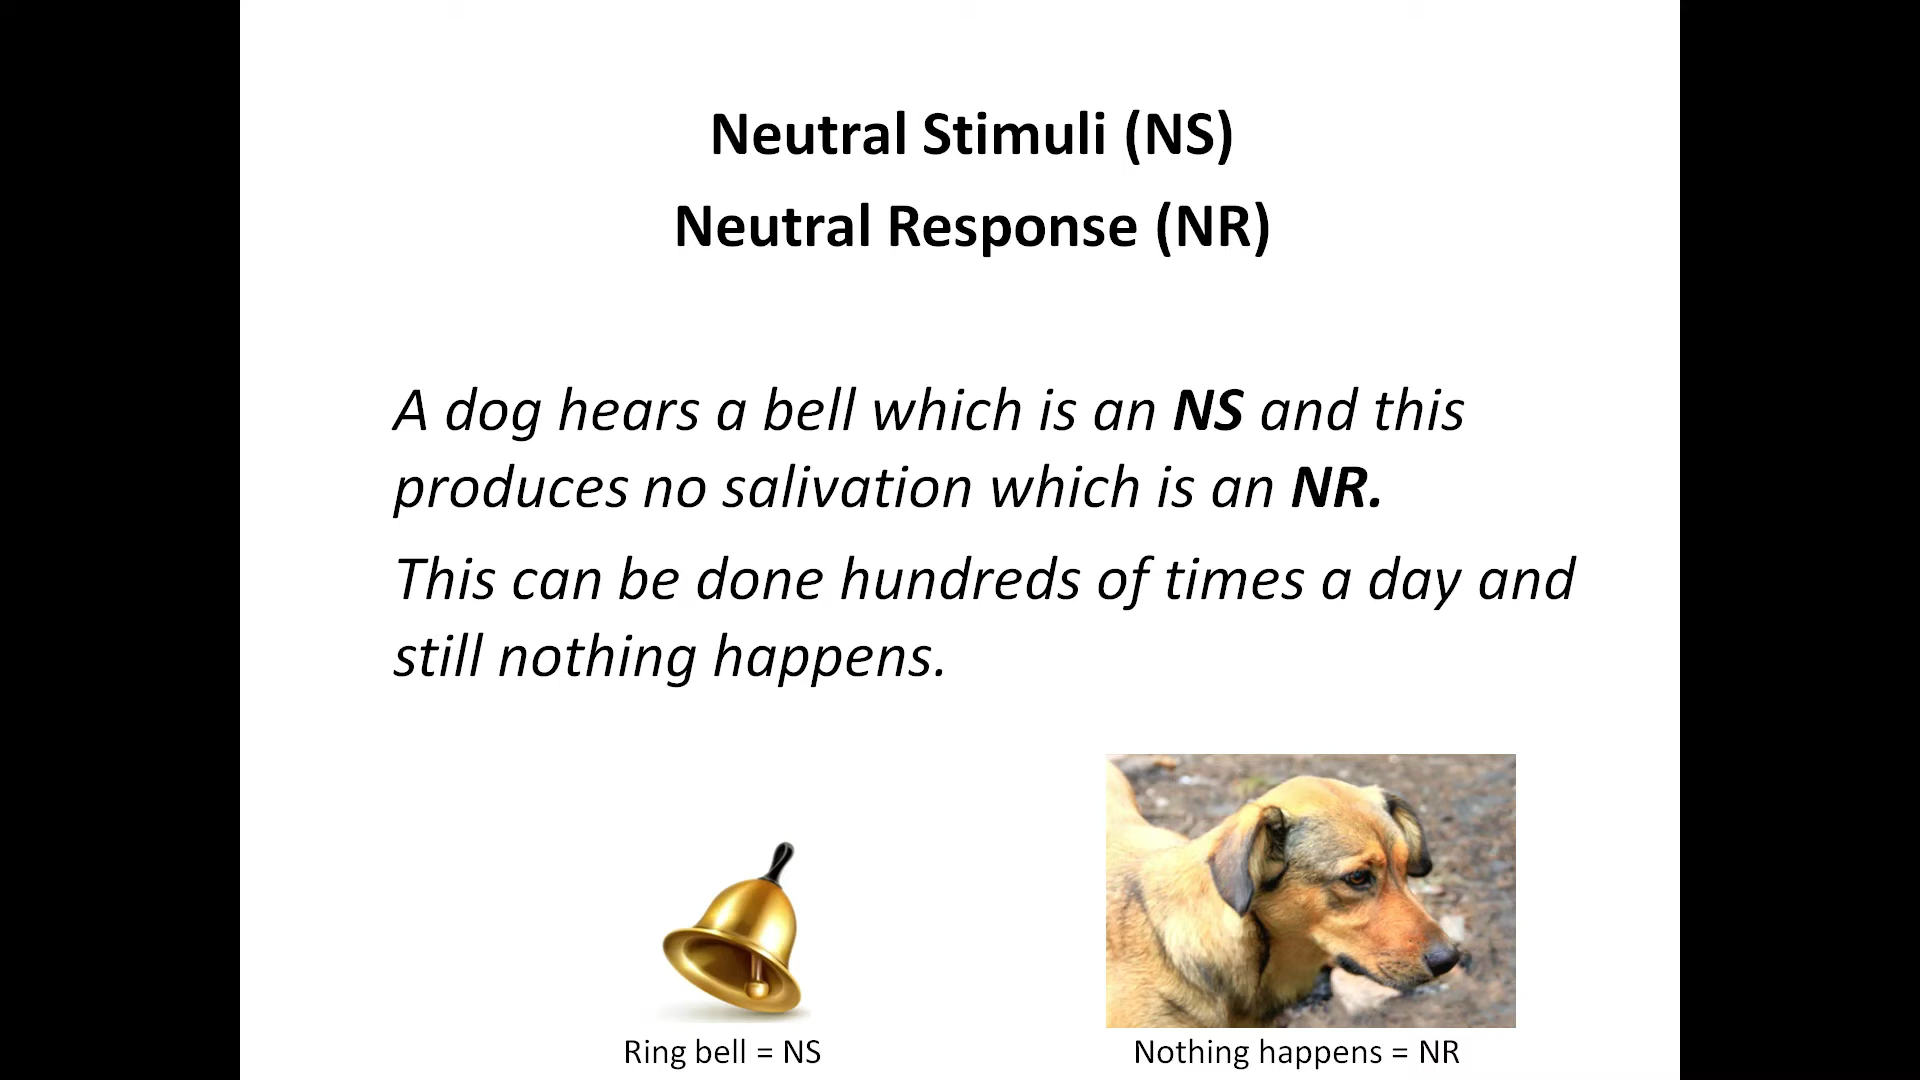 Neutral Stimuli (NS)
Neutral Response (NR)
A dog hears a bell which is an NS and this
produces no salivation which is an NR.
This can be done hundreds of times a day and
still nothing happens.
Ring bell = NS
Nothing happens = NR